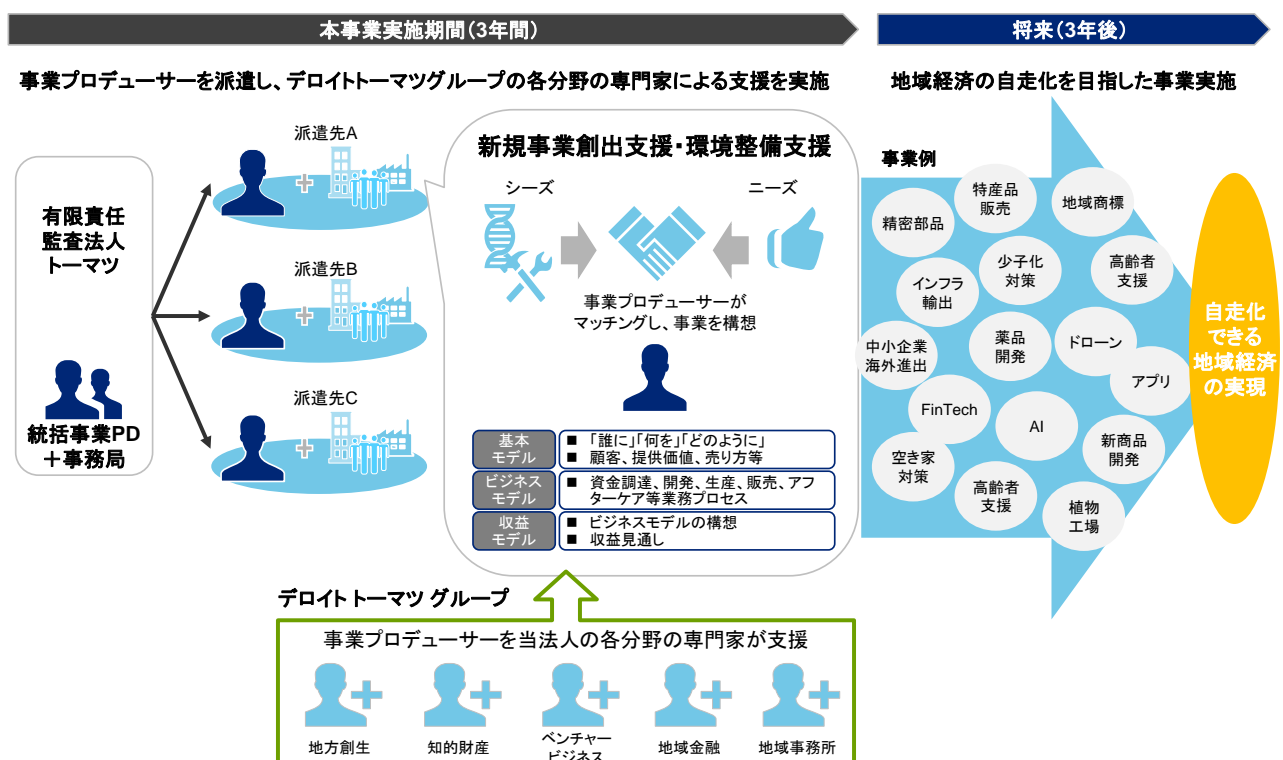 本事業実施期間(3年間)
将来(3年後)
事業プロデューサーを派遣し、デロイトトーマツグループの各分野の専門家による支援を実施
地域経済の自走化を目指した事業実施
有限責任
監査法人
トーマツ
統括事業PD
＋事務局
派遣先A
派遣先B
派遣先C
新規事業創出支援・環境整備支援
シーズ
ニーズ
事業プロデューサーが
マッチングし、事業を構想
基本
モデル
■ 「誰に」「何を」「どのように」
■ 顧客、提供価値、売り方等
ビジネス
モデル
■ 資金調達、開発、生産、販売、アフ
ターケア等業務プロセス
収益
モデル
■ ビジネスモデルの構想
■ 収益見通し
デロイト トーマツ グループ
事業プロデューサーを当法人の各分野の専門家が支援
地方創生
知的財産
ベンチャー
ビジネス
地域金融
地域事務所
事業例
精密部品
特産品
販売
地域商標
インフラ
輸出
少子化
対策
高齢者
支援
中小企業
海外進出
薬品
開発
ドローン
アプリ
FinTech
AI
新商品
開発
空き家
対策
高齢者
支援
植物
工場
自走化
できる
地域経済
の実現